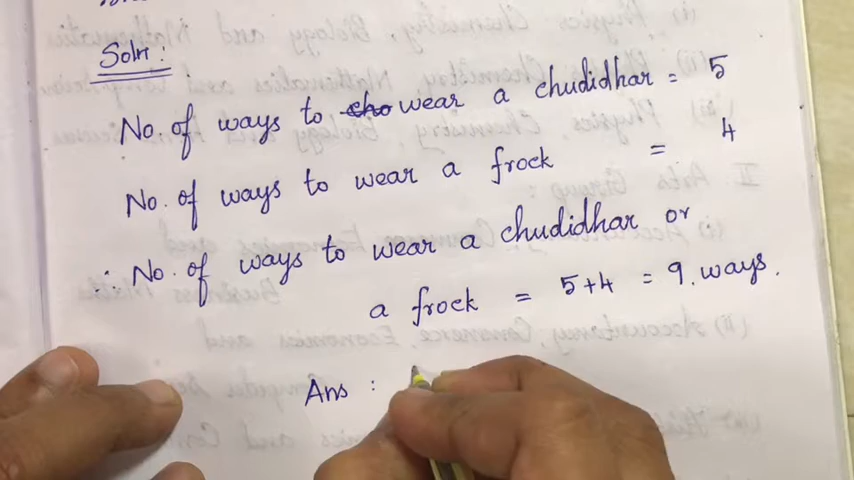 Soln :
No. of ways to cho wear a chudidhar = 5
No. of ways to wear a frock = 4
∴ No. of ways to wear a chudidhar or
a frock = 5+4 = 9. ways.
Ans :